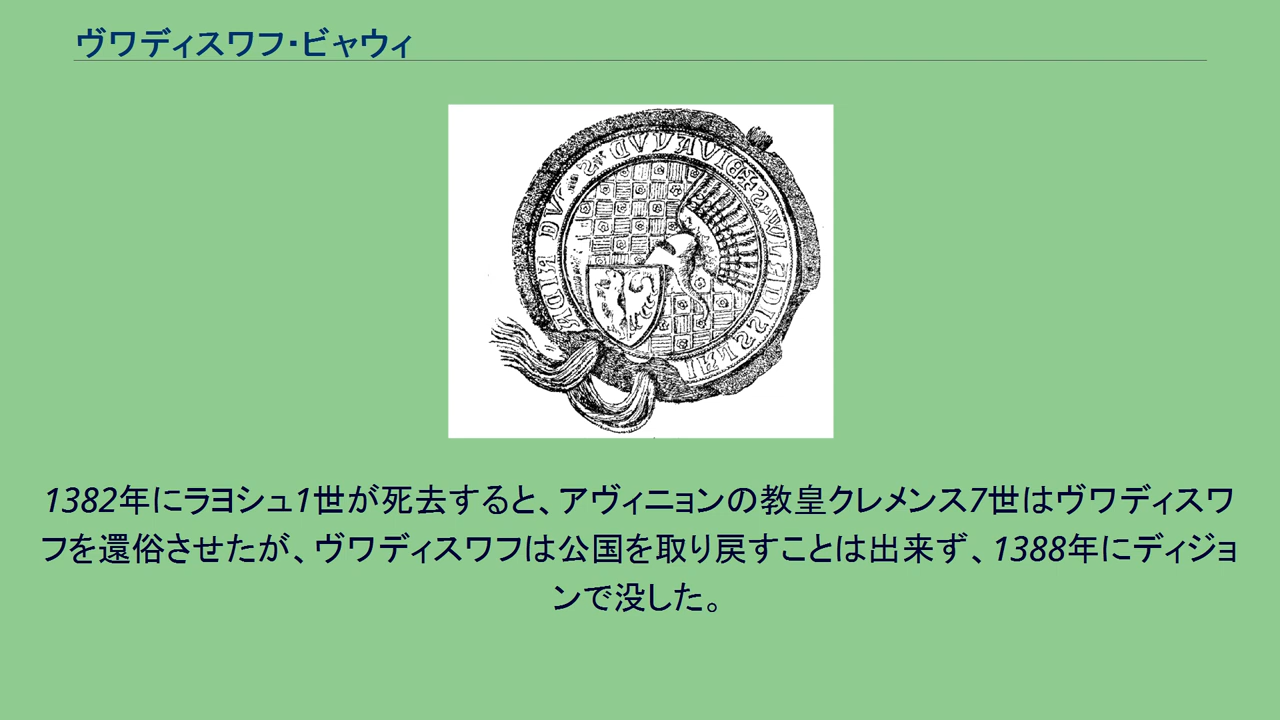 ヴワディスワフ・ビャウィ
1382年にラヨシュ1世が死去すると、アヴィニョンの教皇クレメンス7世はヴワディスワ
フを還俗させたが、ヴワディスワフは公国を取り戻すことは出来ず、1388年にディジョ
ンで没した。